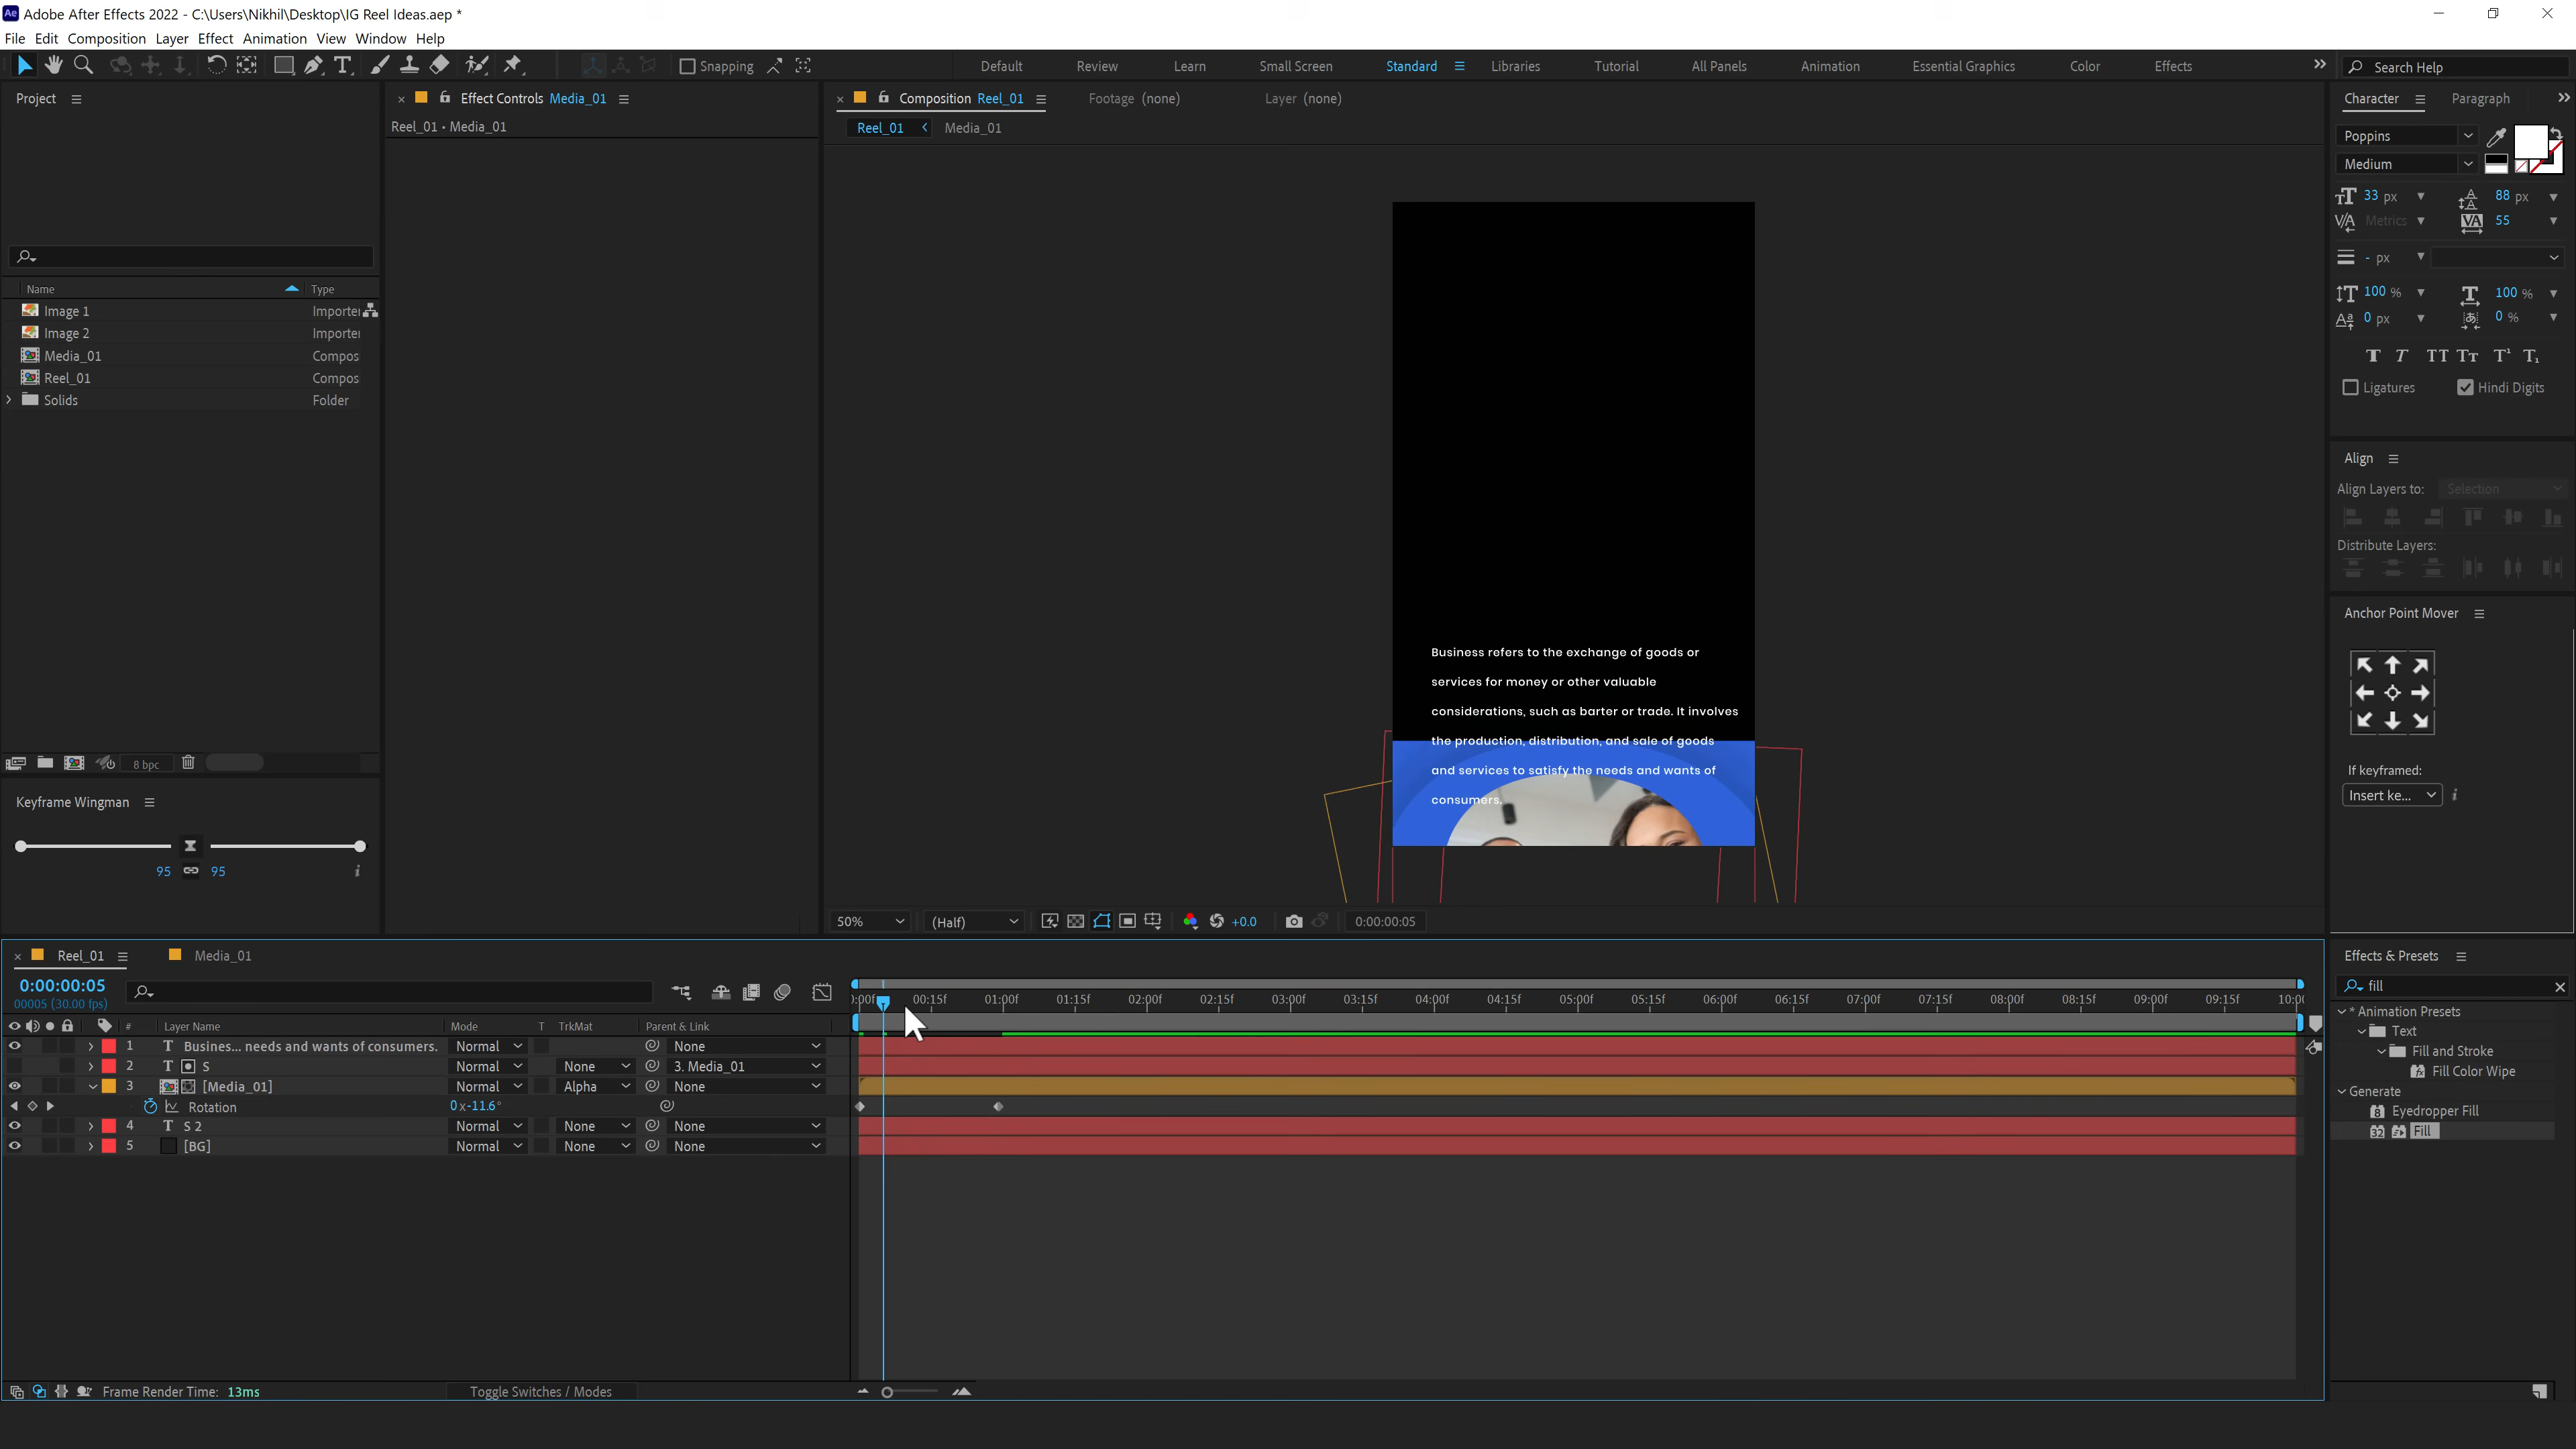 Ae Adobe After Effects 2022 - C:\Users\Nikhil\Desktop\IG Reel Ideas.aep *
File Edit Composition Layer Effect Animation View Window Help
Snapping
Default Review Learn Small Screen Standard Libraries Tutorial All Panels Animation Essential Graphics Color Effects
Search Help
Project
Name Type
Image 1 Importer
Image 2 Importer
Media_01 Compos
Reel_01 Compos
Solids Folder
8 bpc
Keyframe Wingman
95 95
Effect Controls Media_01
Reel_01 • Media_01
Composition Reel_01
Footage (none)
Layer (none)
Reel_01 Media_01
Business refers to the exchange of goods or
services for money or other valuable
considerations, such as barter or trade. It involves
the production, distribution, and sale of goods
and services to satisfy the needs and wants of
consumers.
50% (Half) +0.0 0:00:00:05
Character Paragraph
Poppins
Medium
33 px 88 px
Metrics 55
- px
100 % 100 %
0 px 0 %
Ligatures Hindi Digits
Align
Align Layers to: Selection
Distribute Layers:
Anchor Point Mover
If keyframed:
Insert ke...
Effects & Presets
fill
* Animation Presets
Text
Fill and Stroke
Fill Color Wipe
Generate
Eyedropper Fill
Fill
Reel_01 Media_01
0:00:00:05
00005 (30.00 fps)
# Layer Name Mode T TrkMat Parent & Link
:00f 00:15f 01:00f 01:15f 02:00f 02:15f 03:00f 03:15f 04:00f 04:15f 05:00f 05:15f 06:00f 06:15f 07:00f 07:15f 08:00f 08:15f 09:00f 09:15f 10:00f
1 T Busines... needs and wants of consumers. Normal None
2 T S Normal None 3. Media_01
3 [Media_01] Normal Alpha None
Rotation 0x-11.6°
4 T S 2 Normal None None
5 [BG] Normal None None
Frame Render Time: 13ms
Toggle Switches / Modes